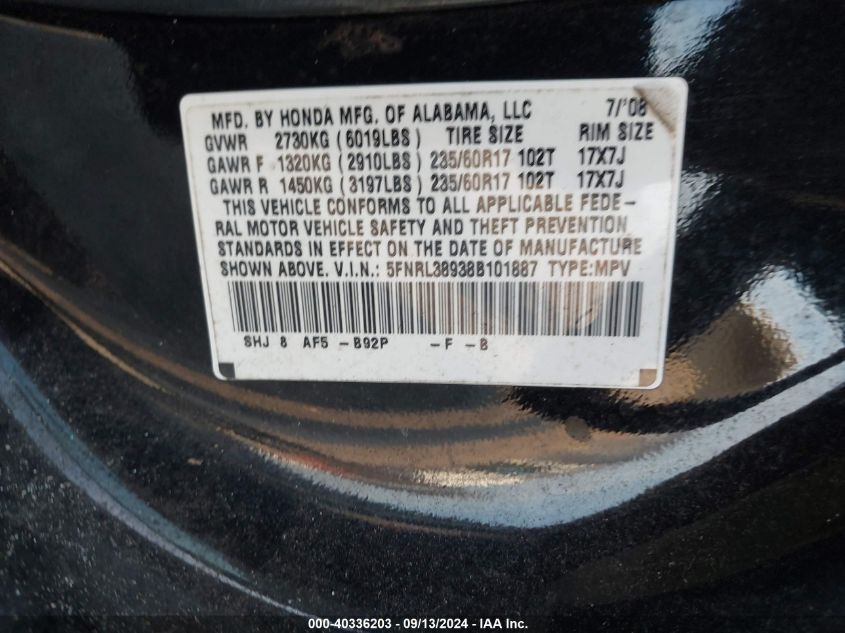 MFD. BY HONDA MFG. OF ALABAMA, LLC 7/'08
GVWR 2730KG (6019LBS) TIRE SIZE RIM SIZE
GAWR F 1320KG (2910LBS) 235/60R17 102T 17X7J
GAWR R 1450KG (3197LBS) 235/60R17 102T 17X7J
THIS VEHICLE CONFORMS TO ALL APPLICABLE FEDE-
RAL MOTOR VEHICLE SAFETY AND THEFT PREVENTION
STANDARDS IN EFFECT ON THE DATE OF MANUFACTURE
SHOWN ABOVE. V.I.N.: 5FNRL38938B101887 TYPE:MPV
SHJ 8 AF5 -B92P -F -B
000-40336203 - 09/13/2024 - IAA Inc.